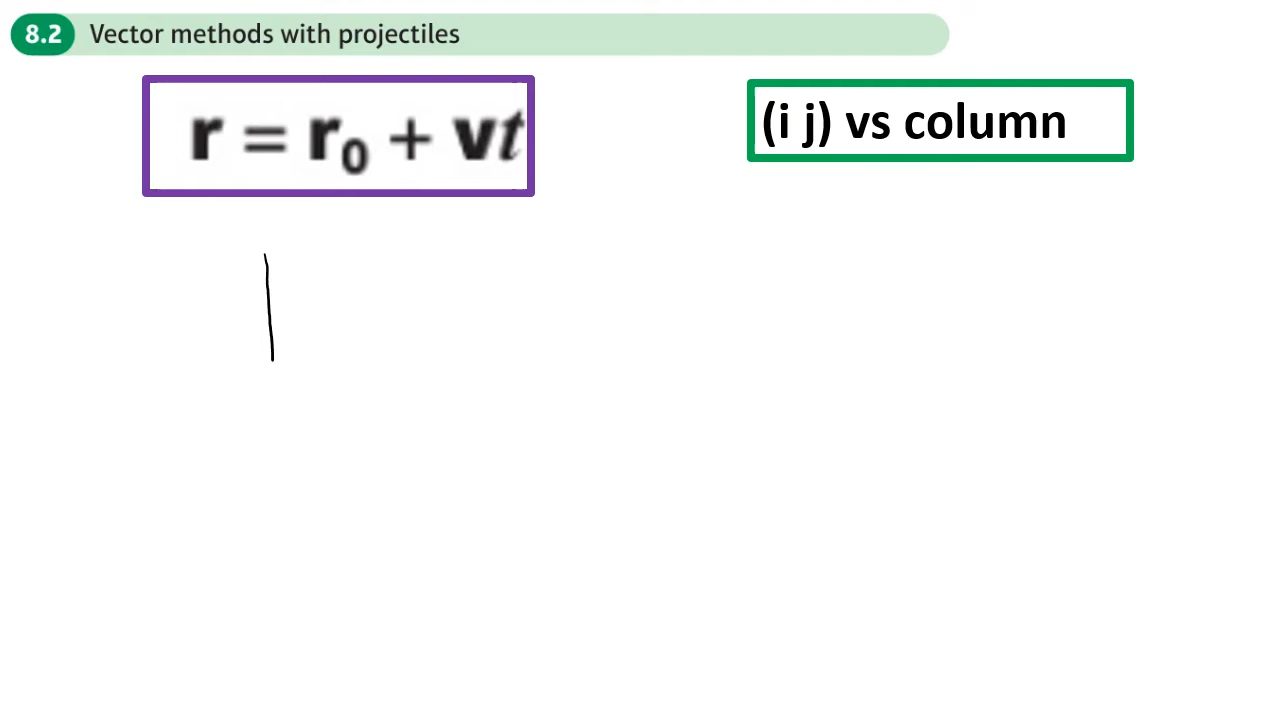 8.2 Vector methods with projectiles
r = r₀ + vt
(i j) vs column